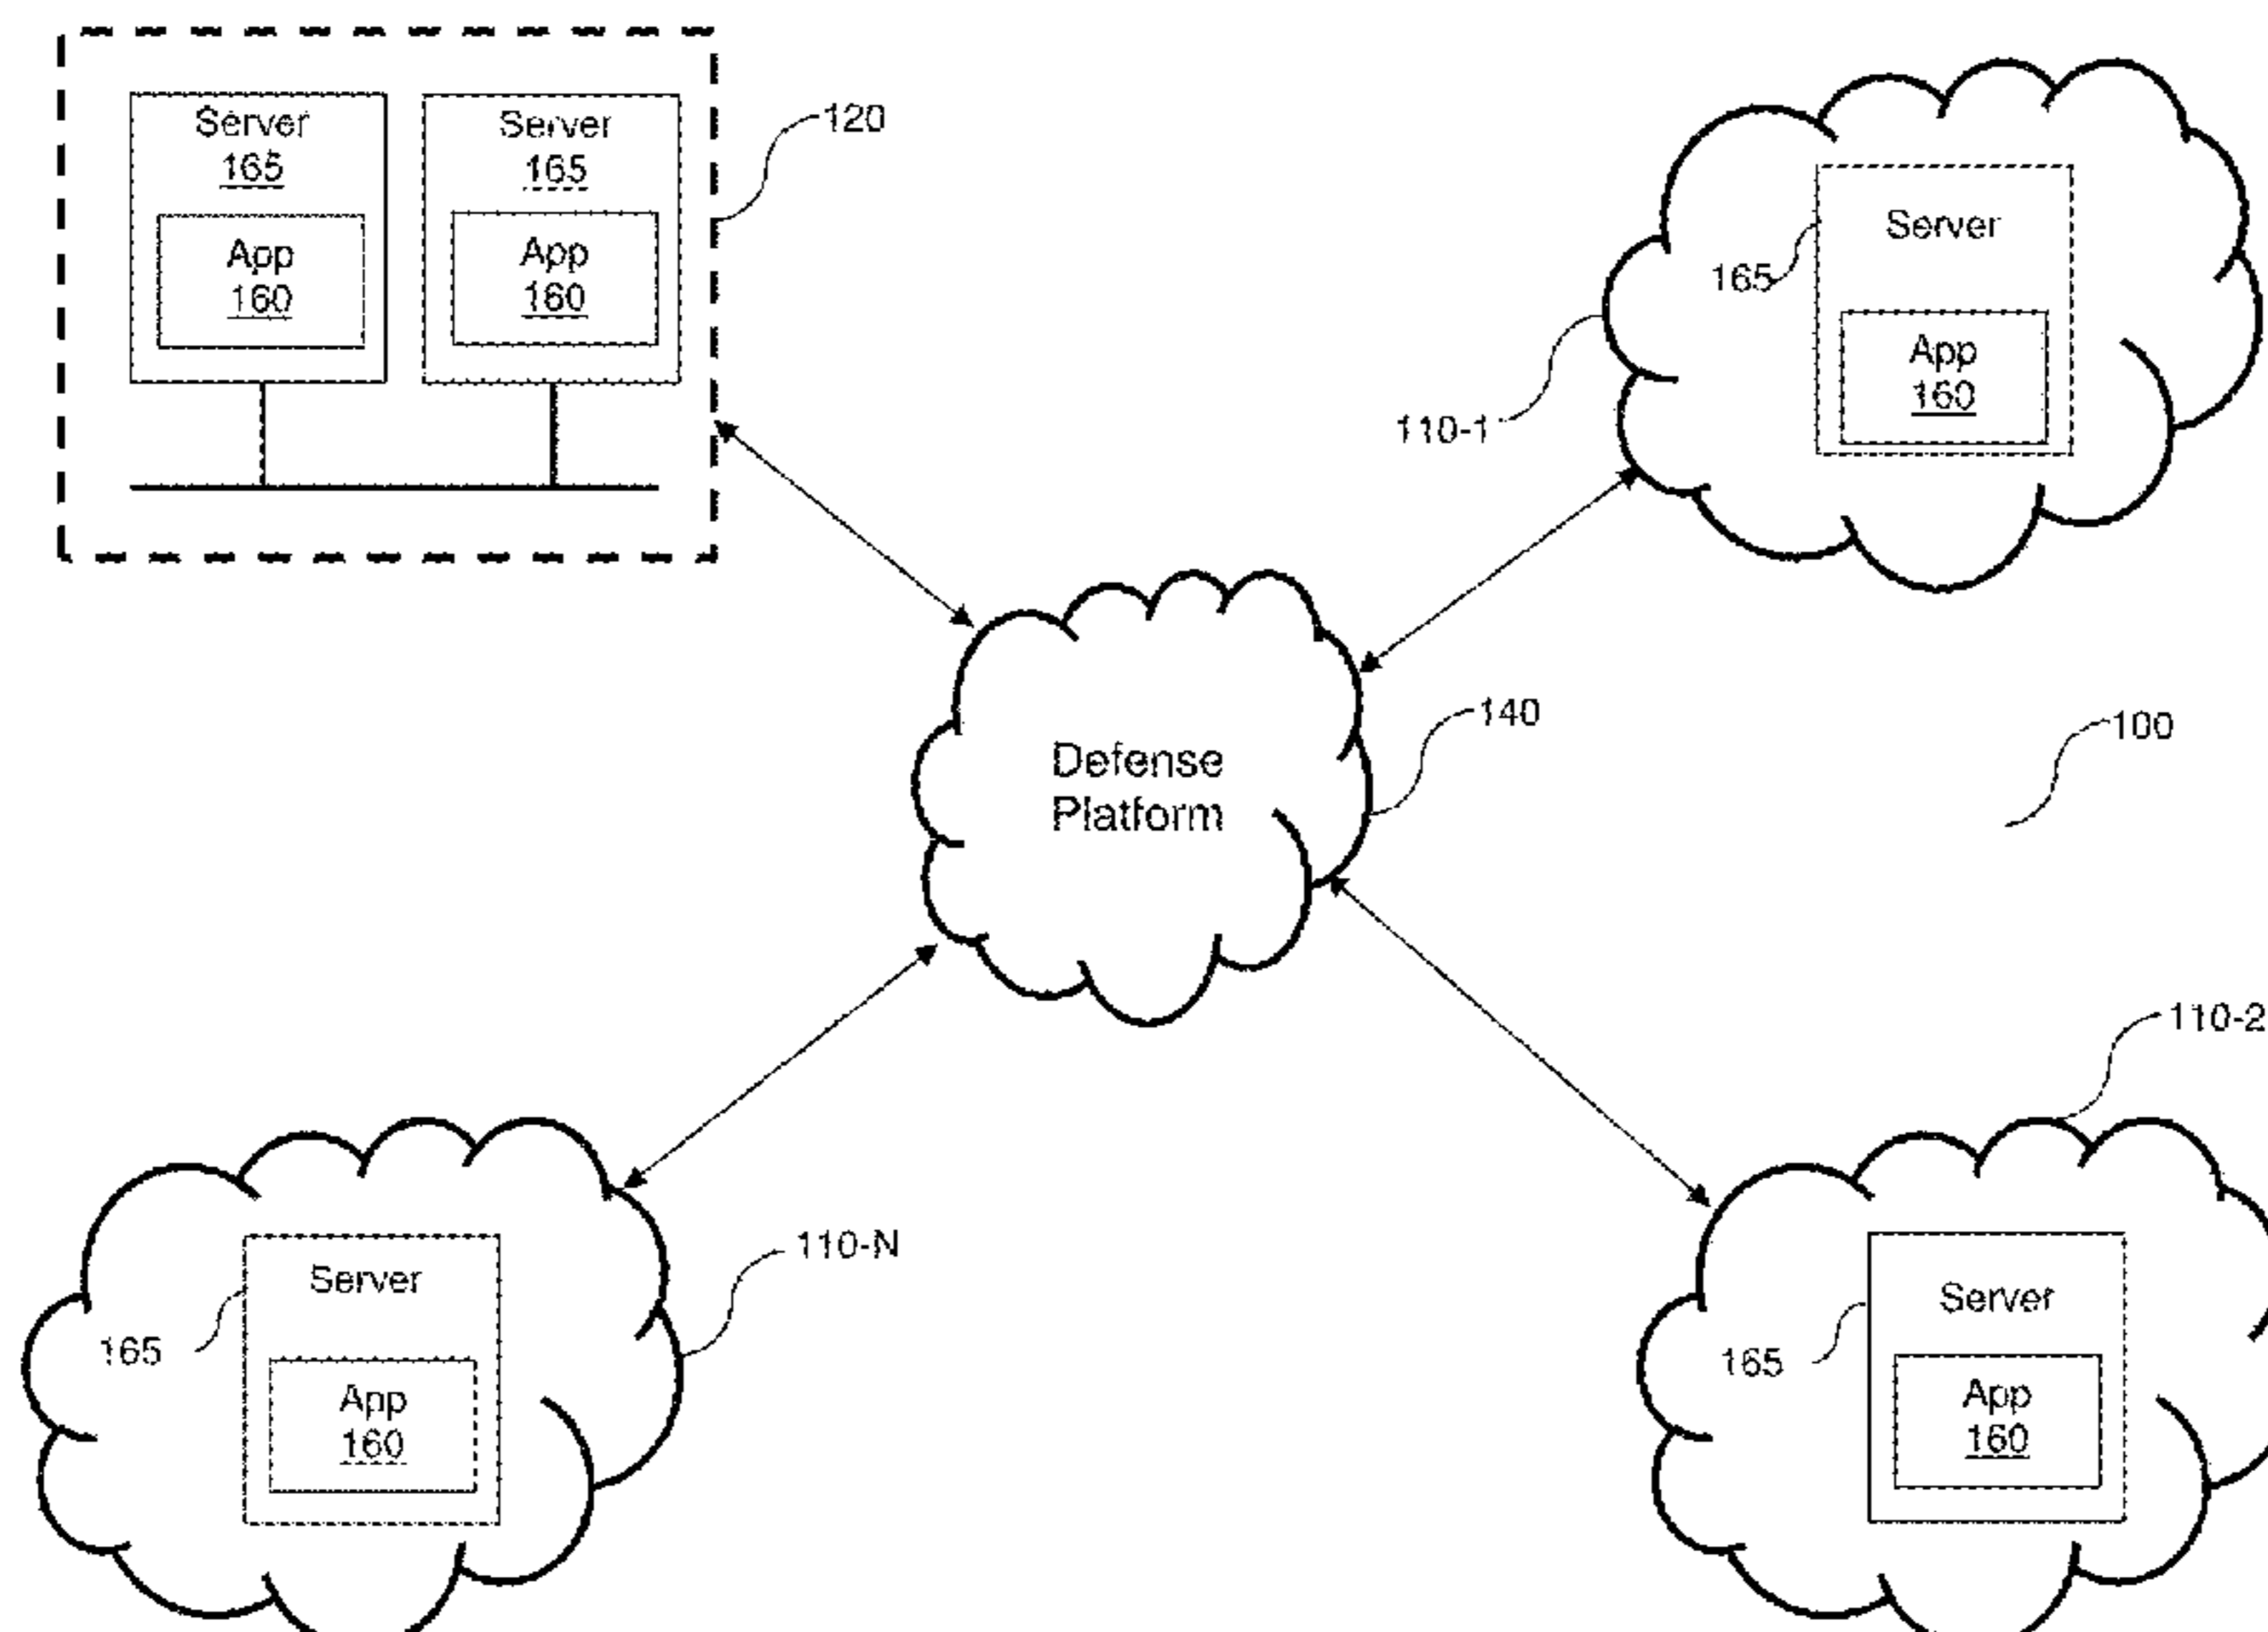 Server
165
App
160
Server
165
App
160
120
Server
165
App
160
110-1
Defense
Platform
140
100
110-2
Server
165
App
160
110-N
Server
165
App
160